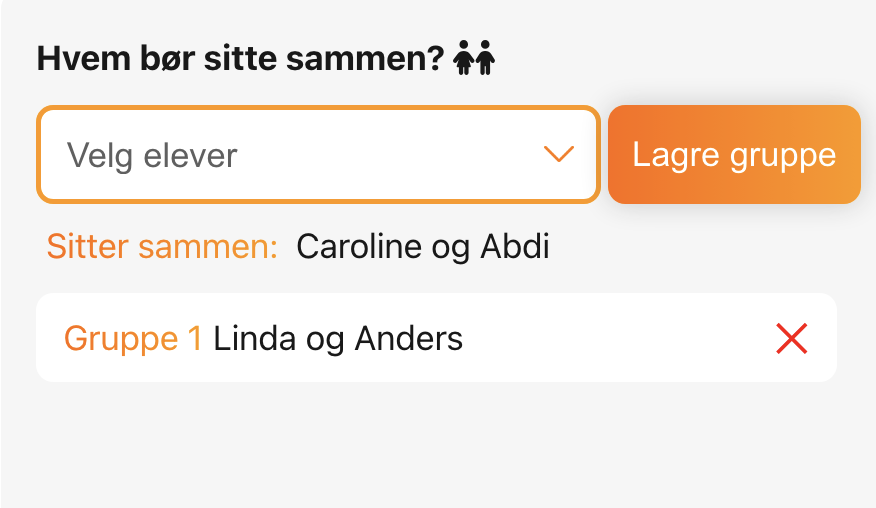 Hvem bør sitte sammen?
Velg elever
Lagre gruppe
Sitter sammen: Caroline og Abdi
Gruppe 1 Linda og Anders